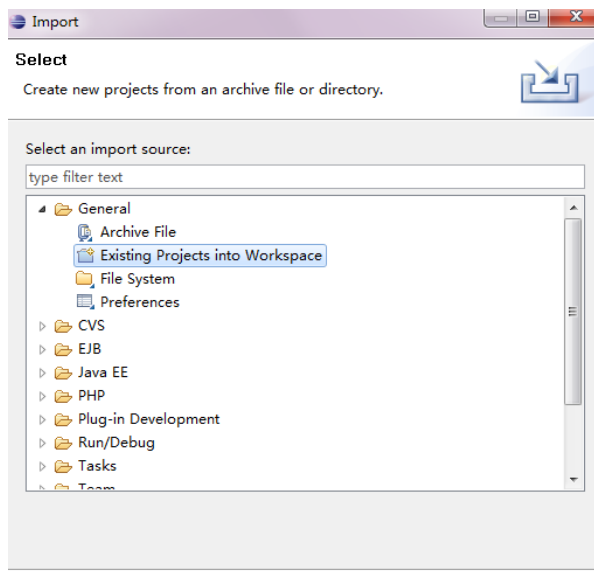 Import
Select
Create new projects from an archive file or directory.
Select an import source:
type filter text
General
Archive File
Existing Projects into Workspace
File System
Preferences
CVS
EJB
Java EE
PHP
Plug-in Development
Run/Debug
Tasks
Team